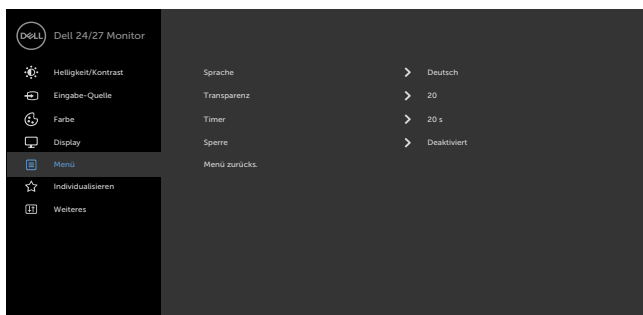 DELL Dell 24/27 Monitor
Helligkeit/Kontrast
Eingabe-Quelle
Farbe
Display
Menü
Individualisieren
Weiteres
Sprache > Deutsch
Transparenz > 20
Timer > 20 s
Sperre > Deaktiviert
Menü zurücks.